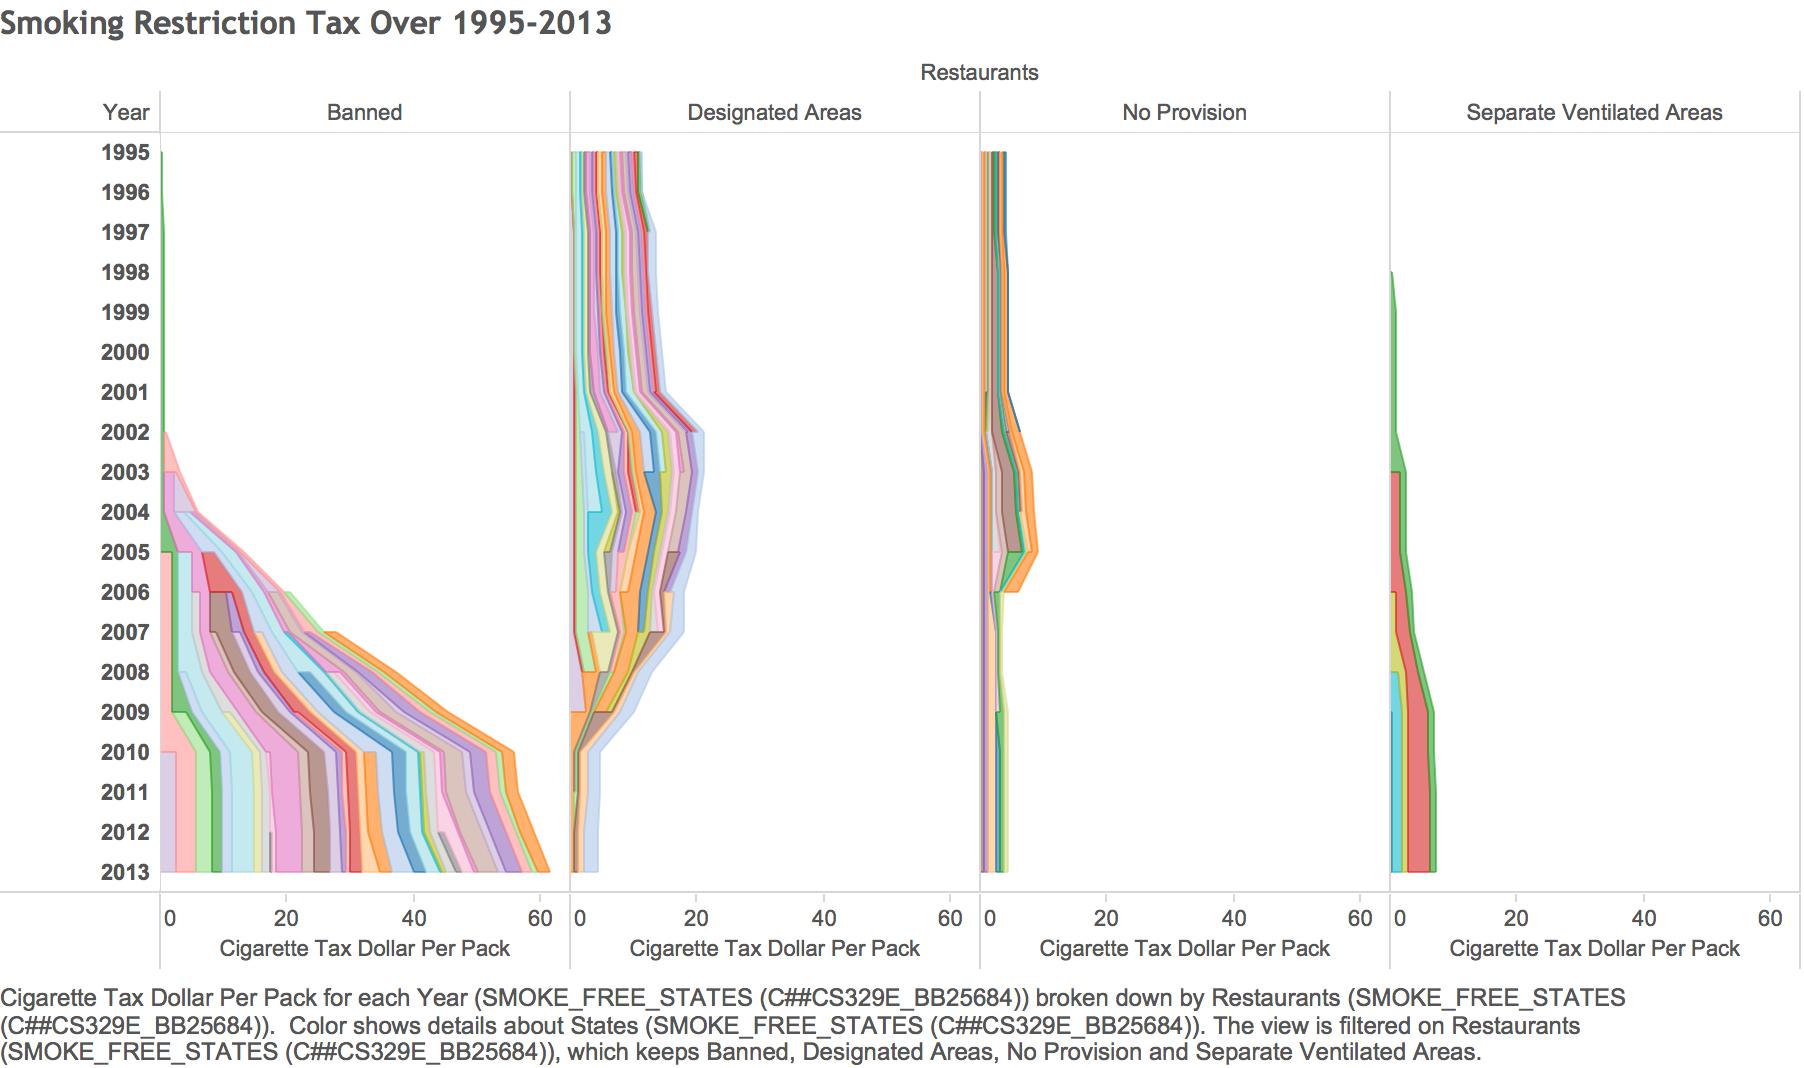 Smoking Restriction Tax Over 1995-2013
Restaurants
Year Banned Designated Areas No Provision Separate Ventilated Areas
1995
1996
1997
1998
1999
2000
2001
2002
2003
2004
2005
2006
2007
2008
2009
2010
2011
2012
2013
0 20 40 60 0 20 40 60 0 20 40 60 0 20 40 60
Cigarette Tax Dollar Per Pack Cigarette Tax Dollar Per Pack Cigarette Tax Dollar Per Pack Cigarette Tax Dollar Per Pack
Cigarette Tax Dollar Per Pack for each Year (SMOKE_FREE_STATES (C##CS329E_BB25684)) broken down by Restaurants (SMOKE_FREE_STATES
(C##CS329E_BB25684)).  Color shows details about States (SMOKE_FREE_STATES (C##CS329E_BB25684)). The view is filtered on Restaurants
(SMOKE_FREE_STATES (C##CS329E_BB25684)), which keeps Banned, Designated Areas, No Provision and Separate Ventilated Areas.